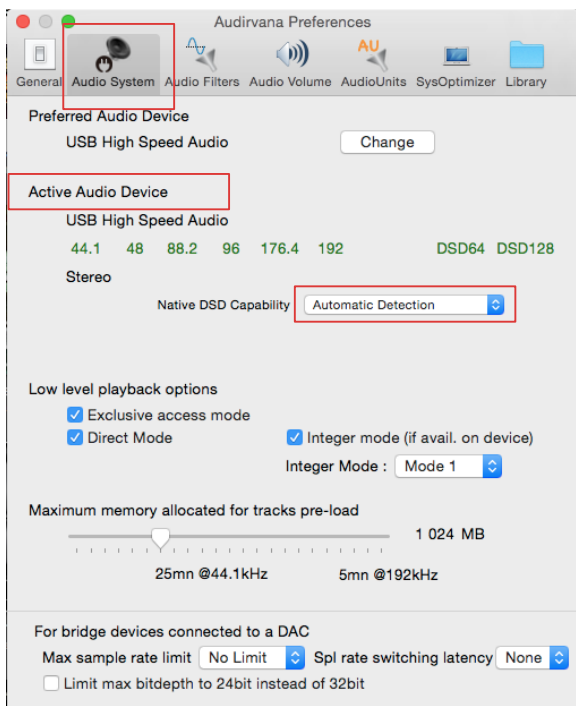 Audirvana Preferences
AU
General Audio System Audio Filters Audio Volume AudioUnits SysOptimizer Library
Preferred Audio Device
USB High Speed Audio Change
Active Audio Device
USB High Speed Audio
44.1 48 88.2 96 176.4 192 DSD64 DSD128
Stereo
Native DSD Capability Automatic Detection
Low level playback options
Exclusive access mode
Direct Mode Integer mode (if avail. on device)
Integer Mode : Mode 1
Maximum memory allocated for tracks pre-load
1 024 MB
25mn @44.1kHz 5mn @192kHz
For bridge devices connected to a DAC
Max sample rate limit No Limit Spl rate switching latency None
Limit max bitdepth to 24bit instead of 32bit